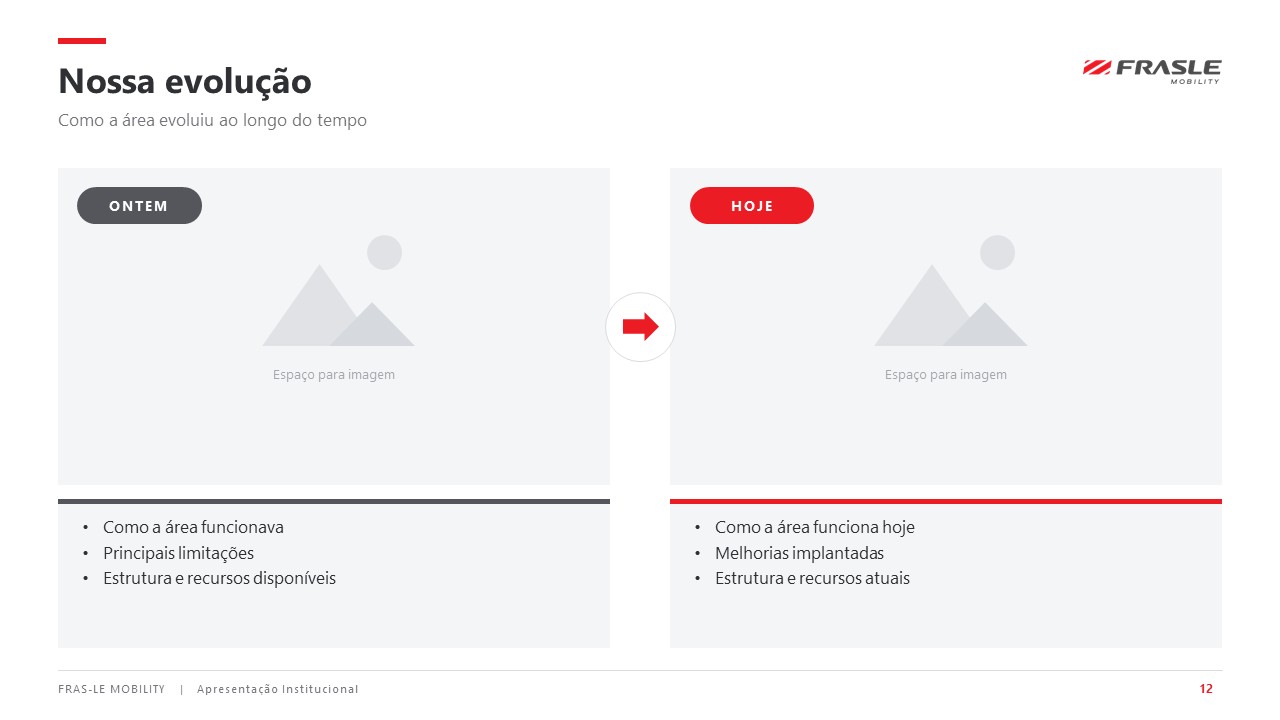 Nossa evolução
FRASLE
MOBILITY
Como a área evoluiu ao longo do tempo
ONTEM
Espaço para imagem
HOJE
Espaço para imagem
• Como a área funcionava
• Principais limitações
• Estrutura e recursos disponíveis
• Como a área funciona hoje
• Melhorias implantadas
• Estrutura e recursos atuais
FRAS-LE MOBILITY | Apresentação Institucional
12